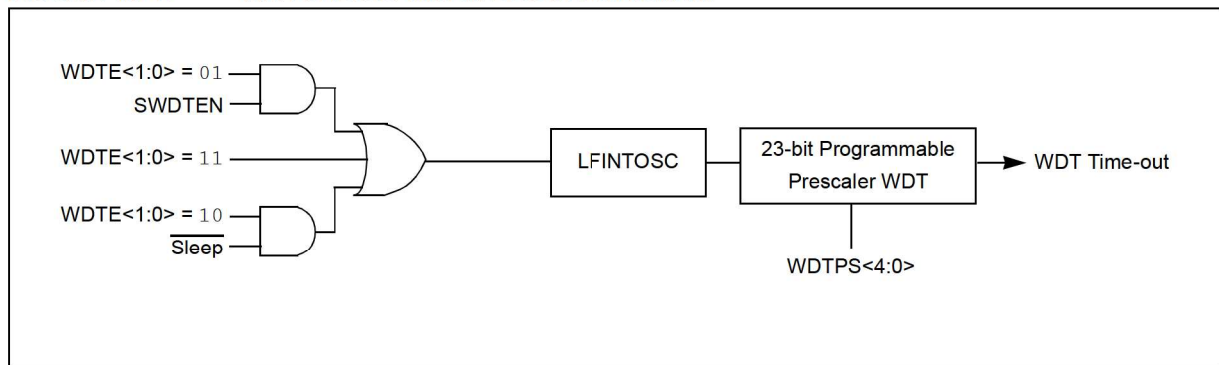 WDTE<1:0> = 01
SWDTEN
WDTE<1:0> = 11
WDTE<1:0> = 10
Sleep
LFINTOSC
23-bit Programmable
Prescaler WDT
WDT Time-out
WDTPS<4:0>